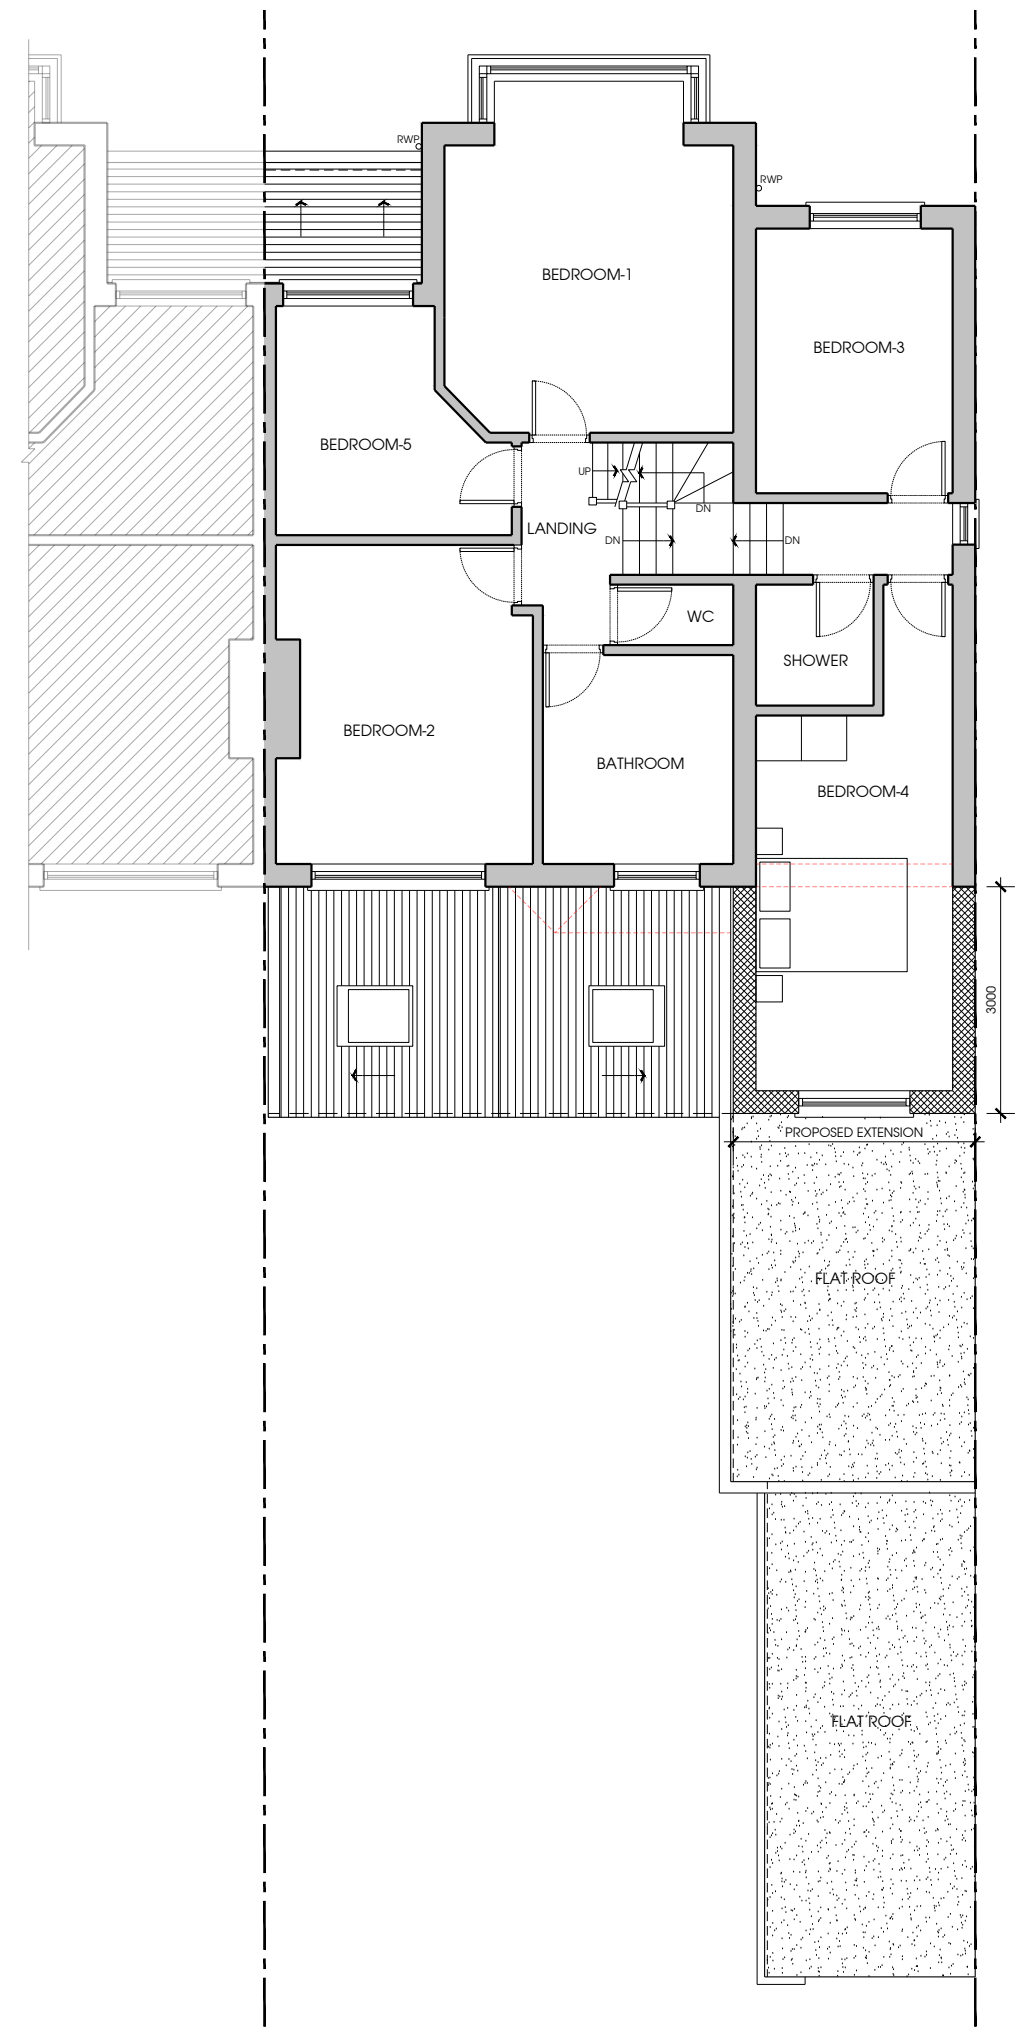 RWP
RWP
BEDROOM-1
BEDROOM-3
BEDROOM-5
UP
DN
LANDING
DN
DN
WC
SHOWER
BEDROOM-2
BATHROOM
BEDROOM-4
3000
PROPOSED EXTENSION
FLAT ROOF
FLAT ROOF